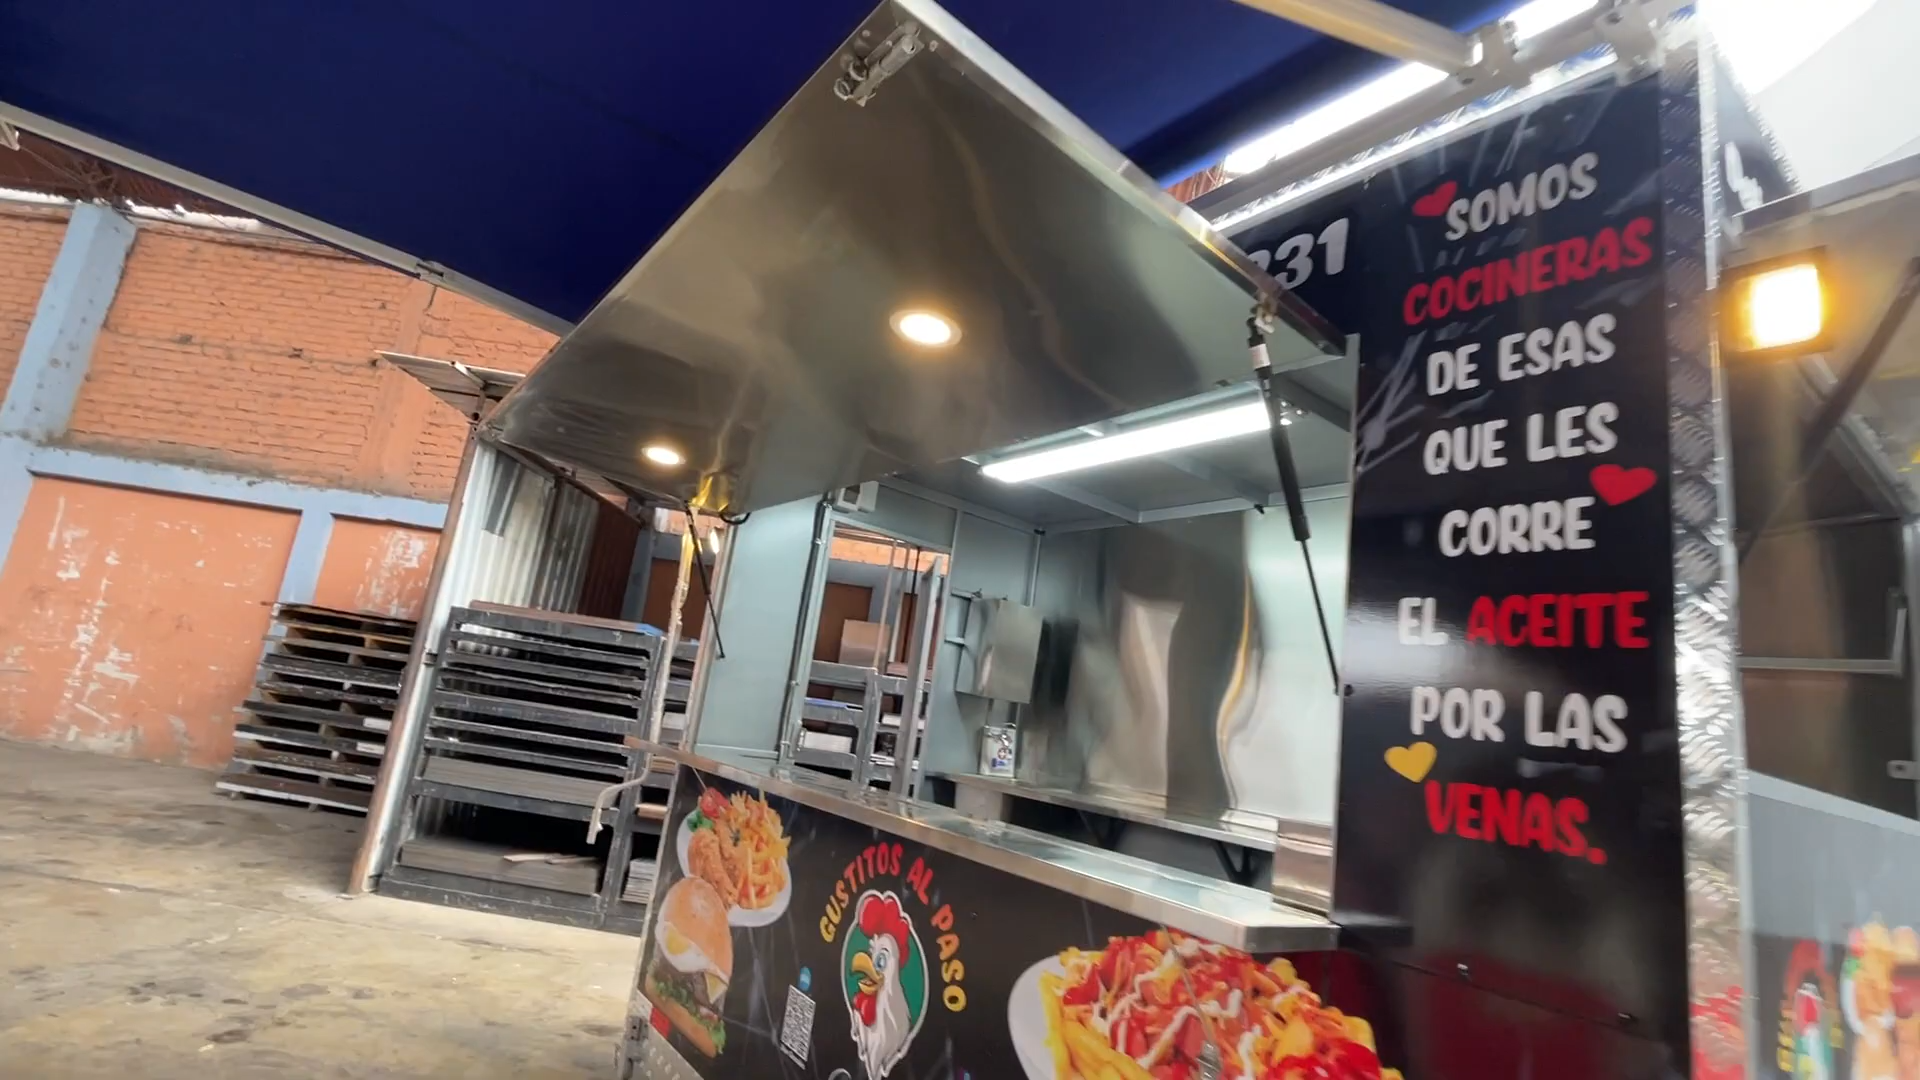 331
SOMOS
COCINERAS
DE ESAS
QUE LES
CORRE
EL ACEITE
POR LAS
VENAS.
GUSTITOS AL PASO